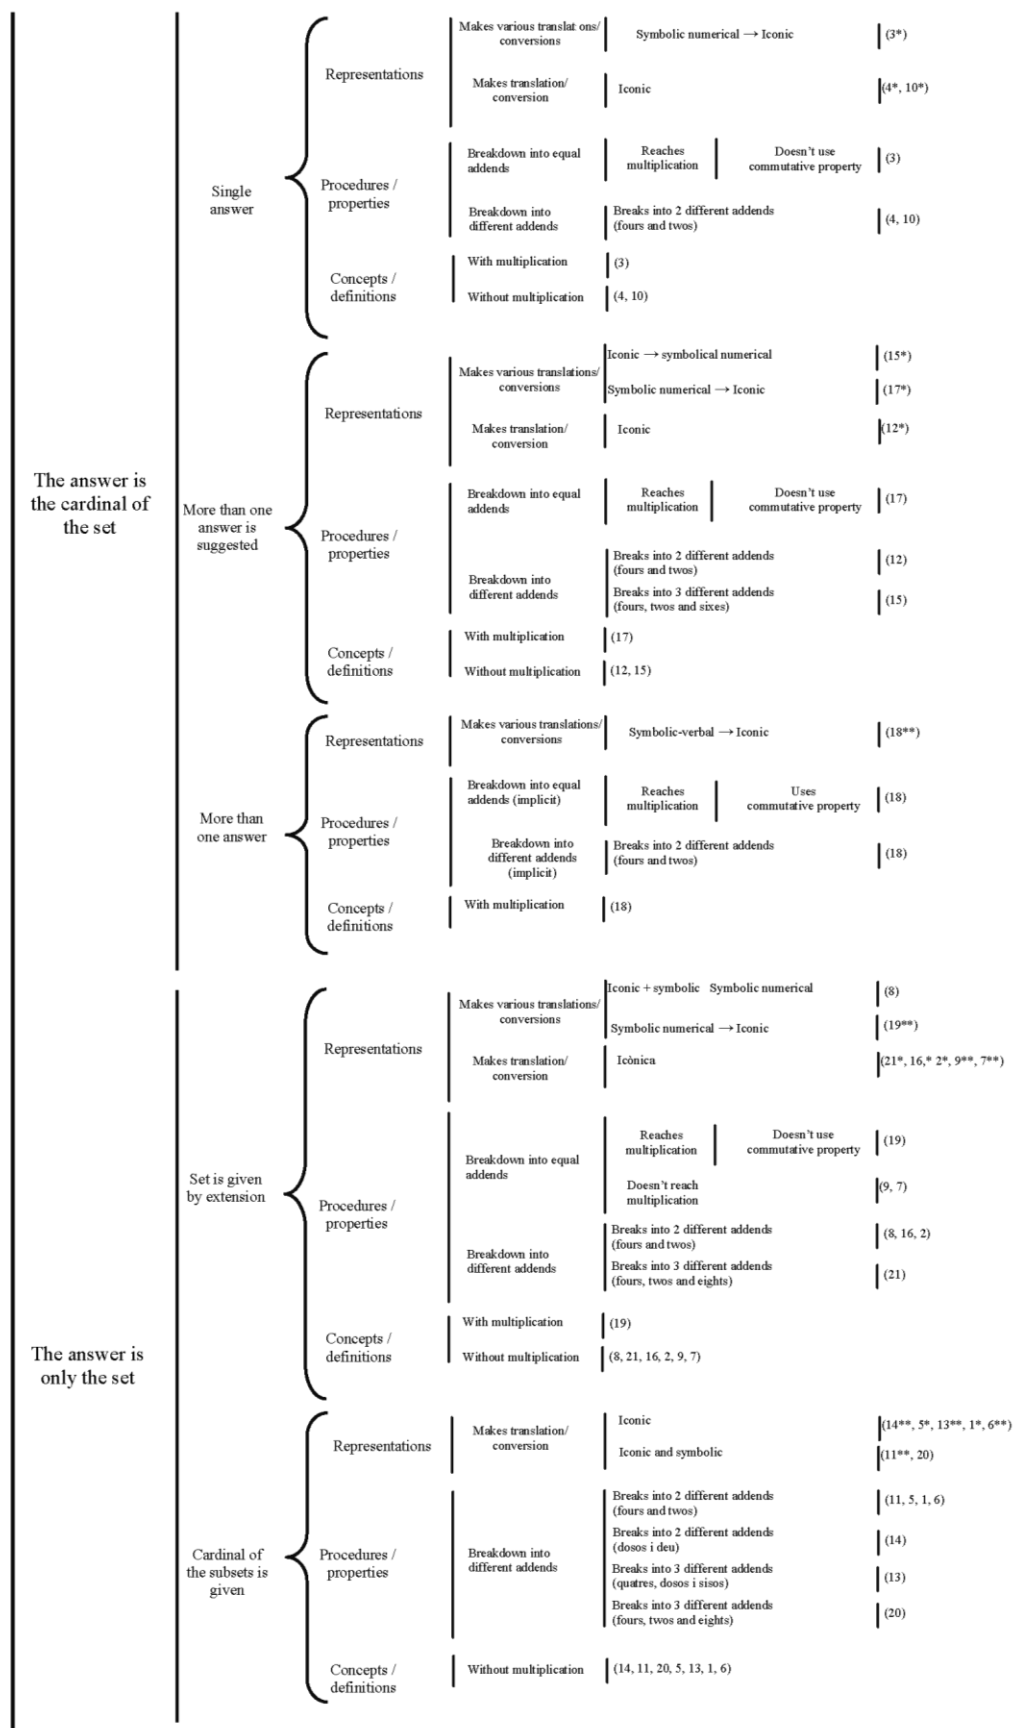 The answer is
the cardinal of
the set
Single
answer
Representations
Makes various translat ons/
conversions
Symbolic numerical → Iconic
(3*)
Makes translation/
conversion
Iconic
(4*, 10*)
Procedures /
properties
Breakdown into equal
addends
Reaches
multiplication
Doesn't use
commutative property
(3)
Breakdown into
different addends
Breaks into 2 different addends
(fours and twos)
(4, 10)
Concepts /
definitions
With multiplication
(3)
Without multiplication
(4, 10)
More than one
answer is
suggested
Representations
Makes various translations/
conversions
Iconic → symbolical numerical
(15*)
Symbolic numerical → Iconic
(17*)
Makes translation/
conversion
Iconic
(12*)
Procedures /
properties
Breakdown into equal
addends
Reaches
multiplication
Doesn't use
commutative property
(17)
Breakdown into
different addends
Breaks into 2 different addends
(fours and twos)
(12)
Breaks into 3 different addends
(fours, twos and sixes)
(15)
Concepts /
definitions
With multiplication
(17)
Without multiplication
(12, 15)
More than
one answer
Representations
Makes various translations/
conversions
Symbolic-verbal → Iconic
(18**)
Procedures /
properties
Breakdown into equal
addends (implicit)
Reaches
multiplication
Uses
commutative property
(18)
Breakdown into
different addends
(implicit)
Breaks into 2 different addends
(fours and twos)
(18)
Concepts /
definitions
With multiplication
(18)
The answer is
only the set
Set is given
by extension
Representations
Makes various translations/
conversions
Iconic + symbolic Symbolic numerical
(8)
Symbolic numerical → Iconic
(19**)
Makes translation/
conversion
Icònica
(21*, 16,* 2*, 9**, 7**)
Procedures /
properties
Breakdown into equal
addends
Reaches
multiplication
Doesn't use
commutative property
(19)
Doesn't reach
multiplication
(9, 7)
Breakdown into
different addends
Breaks into 2 different addends
(fours and twos)
(8, 16, 2)
Breaks into 3 different addends
(fours, twos and eights)
(21)
Concepts /
definitions
With multiplication
(19)
Without multiplication
(8, 21, 16, 2, 9, 7)
Cardinal of
the subsets is
given
Representations
Makes translation/
conversion
Iconic
(14**, 5*, 13**, 1*, 6**)
Iconic and symbolic
(11**, 20)
Procedures /
properties
Breakdown into
different addends
Breaks into 2 different addends
(fours and twos)
(11, 5, 1, 6)
Breaks into 2 different addends
(dosos i deu)
(14)
Breaks into 3 different addends
(quatres, dosos i sisos)
(13)
Breaks into 3 different addends
(fours, twos and eights)
(20)
Concepts /
definitions
Without multiplication
(14, 11, 20, 5, 13, 1, 6)